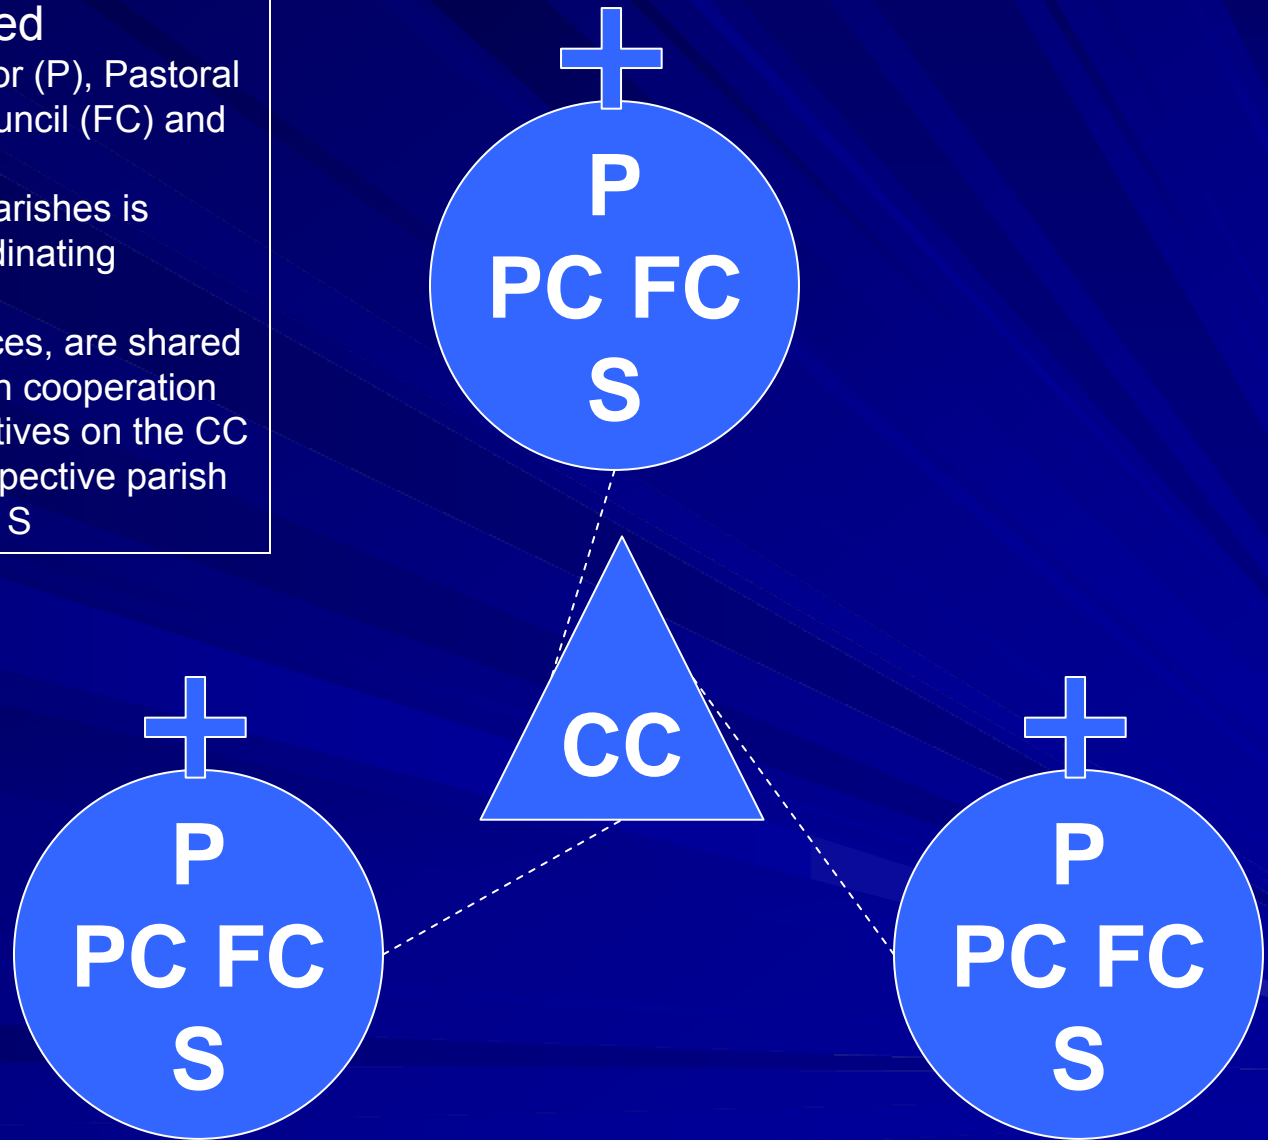 ed
or (P), Pastoral
uncil (FC) and
arishes is
dinating
ces, are shared
n cooperation
tives on the CC
pective parish
S
P
PC FC
S
CC
P
PC FC
S
P
PC FC
S